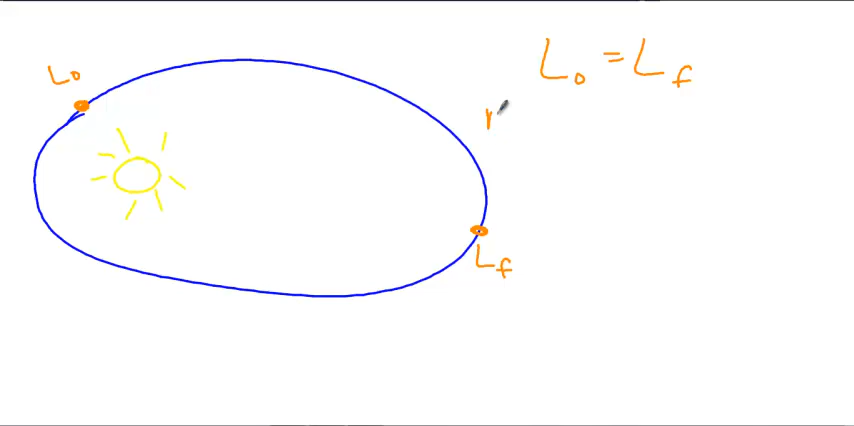 L₀
L₀ = L_f
L_f